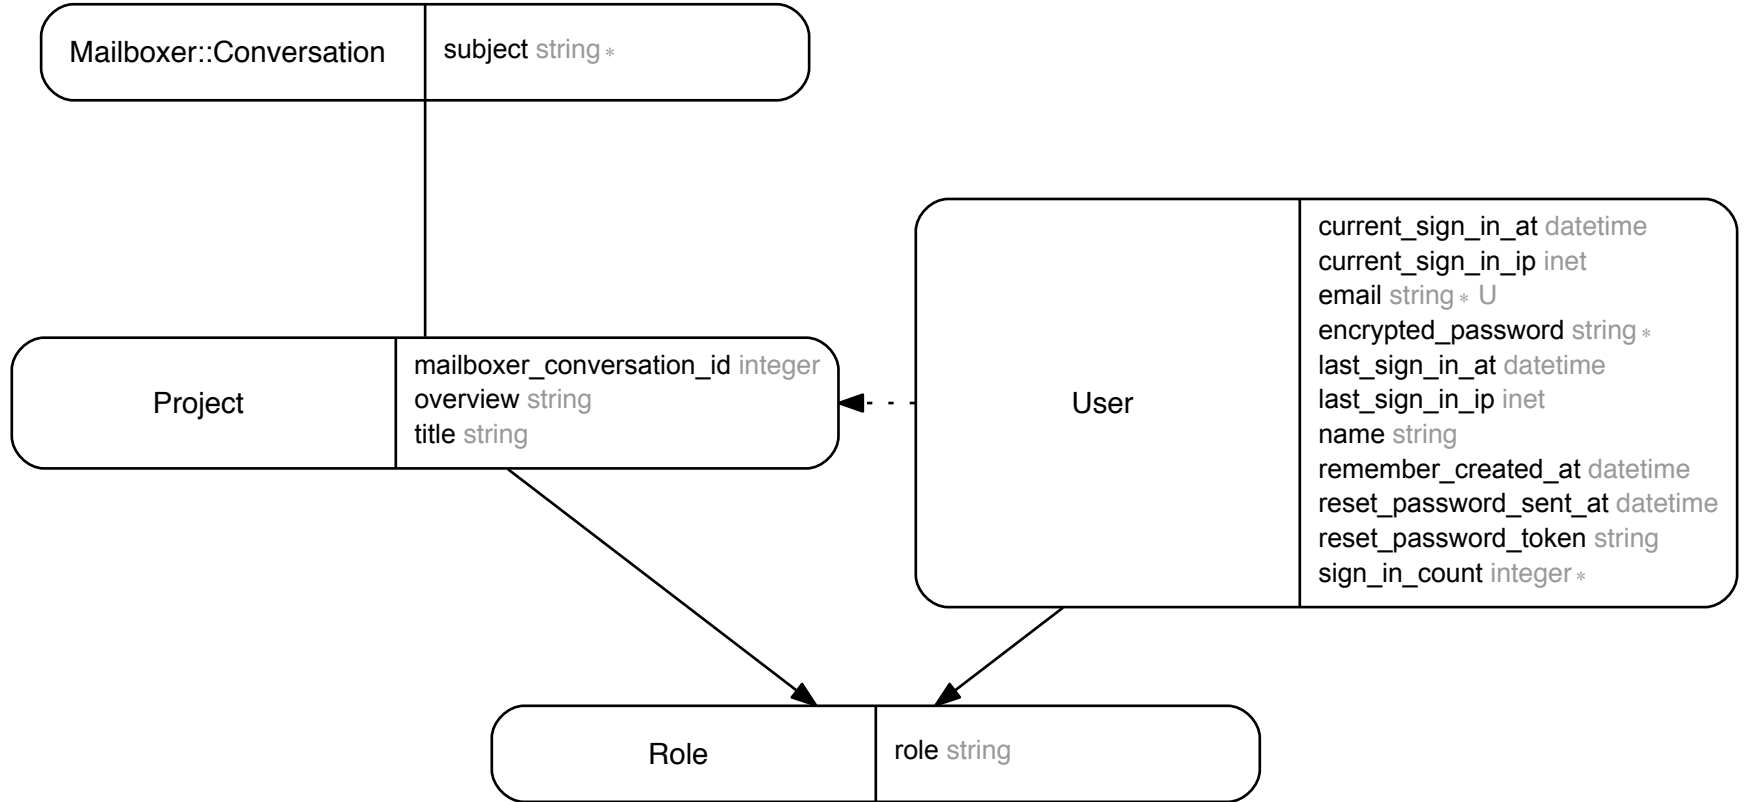 Mailboxer::Conversation
subject string *
Project
mailboxer_conversation_id integer
overview string
title string
User
current_sign_in_at datetime
current_sign_in_ip inet
email string * U
encrypted_password string *
last_sign_in_at datetime
last_sign_in_ip inet
name string
remember_created_at datetime
reset_password_sent_at datetime
reset_password_token string
sign_in_count integer *
Role
role string